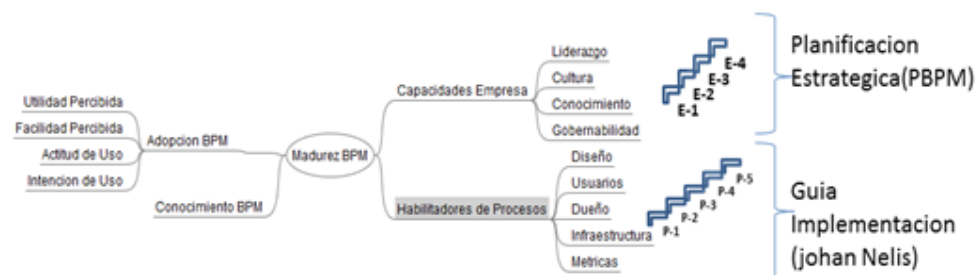 Utilidad Percibida
Facilidad Percibida
Actitud de Uso
Intencion de Uso
Adopcion BPM
Conocimiento BPM
Madurez BPM
Capacidades Empresa
Liderazgo
Cultura
Conocimiento
Gobernabilidad
Habilitadores de Procesos
Diseño
Usuarios
Dueño
Infraestructura
Metricas
E-4
E-3
E-2
E-1
P-5
P-4
P-3
P-2
P-1
Planificacion
Estrategica(PBPM)
Guia
Implementacion
(johan Nelis)